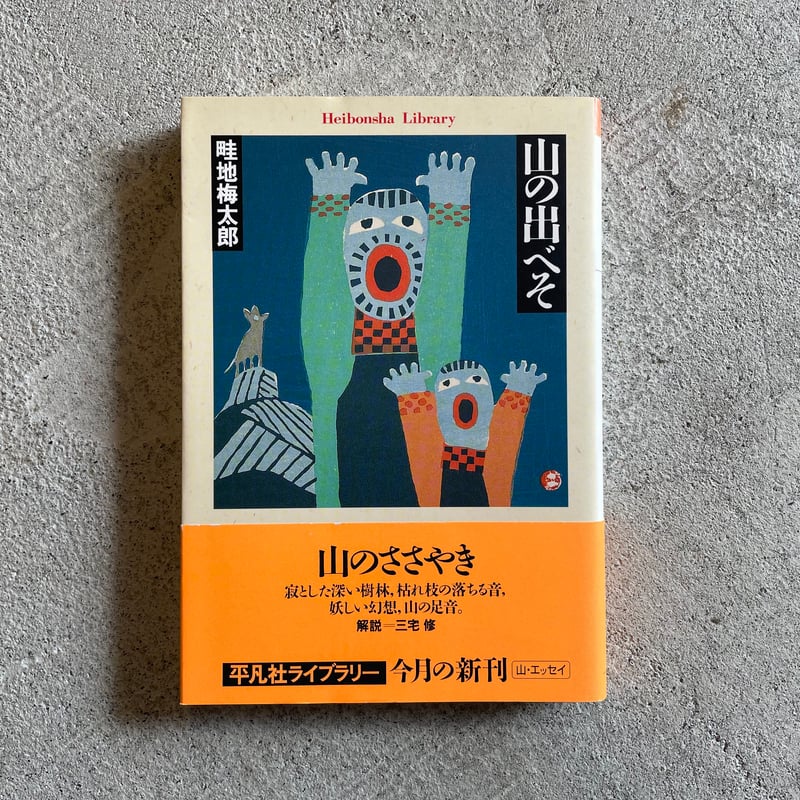 Heibonsha Library
山の出べそ
畦地梅太郎
山のささやき
寂とした深い樹林,枯れ枝の落ちる音,
妖しい幻想,山の足音。
解説=三宅 修
平凡社ライブラリー 今月の新刊 山・エッセイ